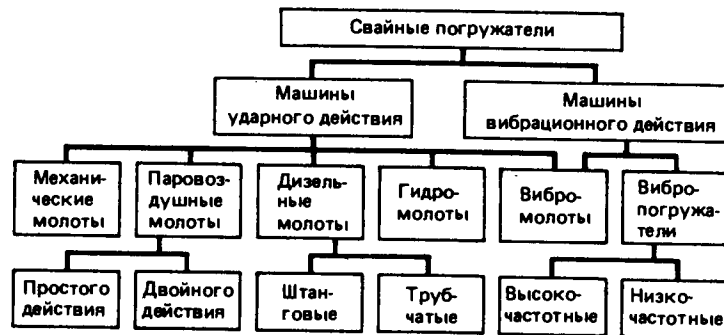 Свайные погружатели
Машины
ударного действия
Машины
вибрационного действия
Механи-
ческие
молоты
Паровоз-
душные
молоты
Дизель-
ные
молоты
Гидро-
молоты
Вибро-
молоты
Вибро-
погружа-
тели
Простого
действия
Двойного
действия
Штан-
говые
Труб-
чатые
Высоко-
частотные
Низко-
частотные